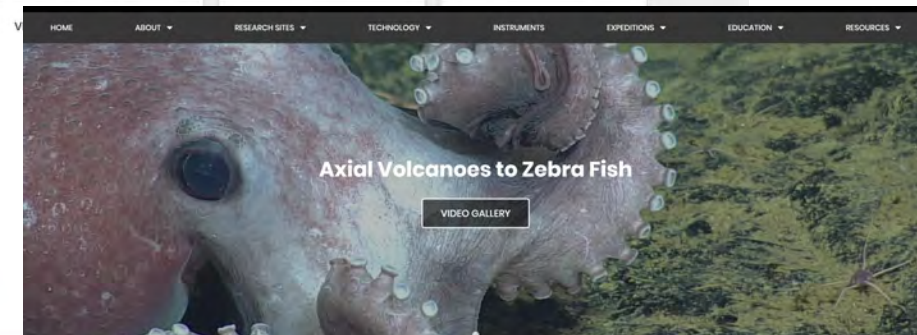 HOME ABOUT RESEARCH SITES TECHNOLOGY INSTRUMENTS EXPEDITIONS EDUCATION RESOURCES
Axial Volcanoes to Zebra Fish
VIDEO GALLERY